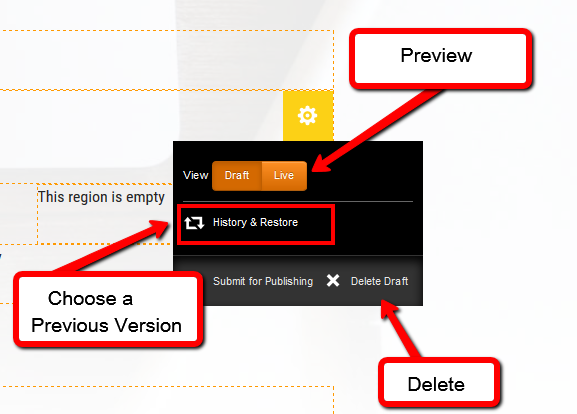 Preview
View Draft Live
This region is empty
History & Restore
Choose a
Previous Version
Submit for Publishing Delete Draft
Delete